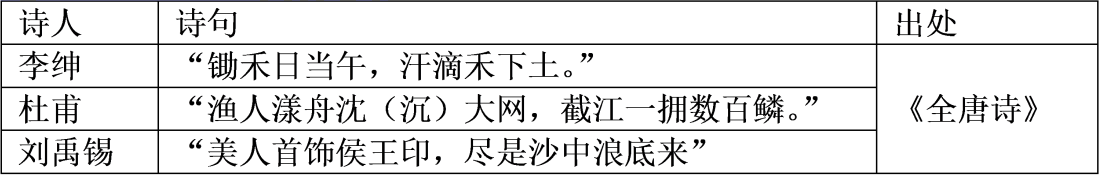 诗人 诗句 出处
李绅 “锄禾日当午，汗滴禾下土。”
杜甫 “渔人漾舟沈（沉）大网，截江一拥数百鳞。” 《全唐诗》
刘禹锡 “美人首饰侯王印，尽是沙中浪底来”